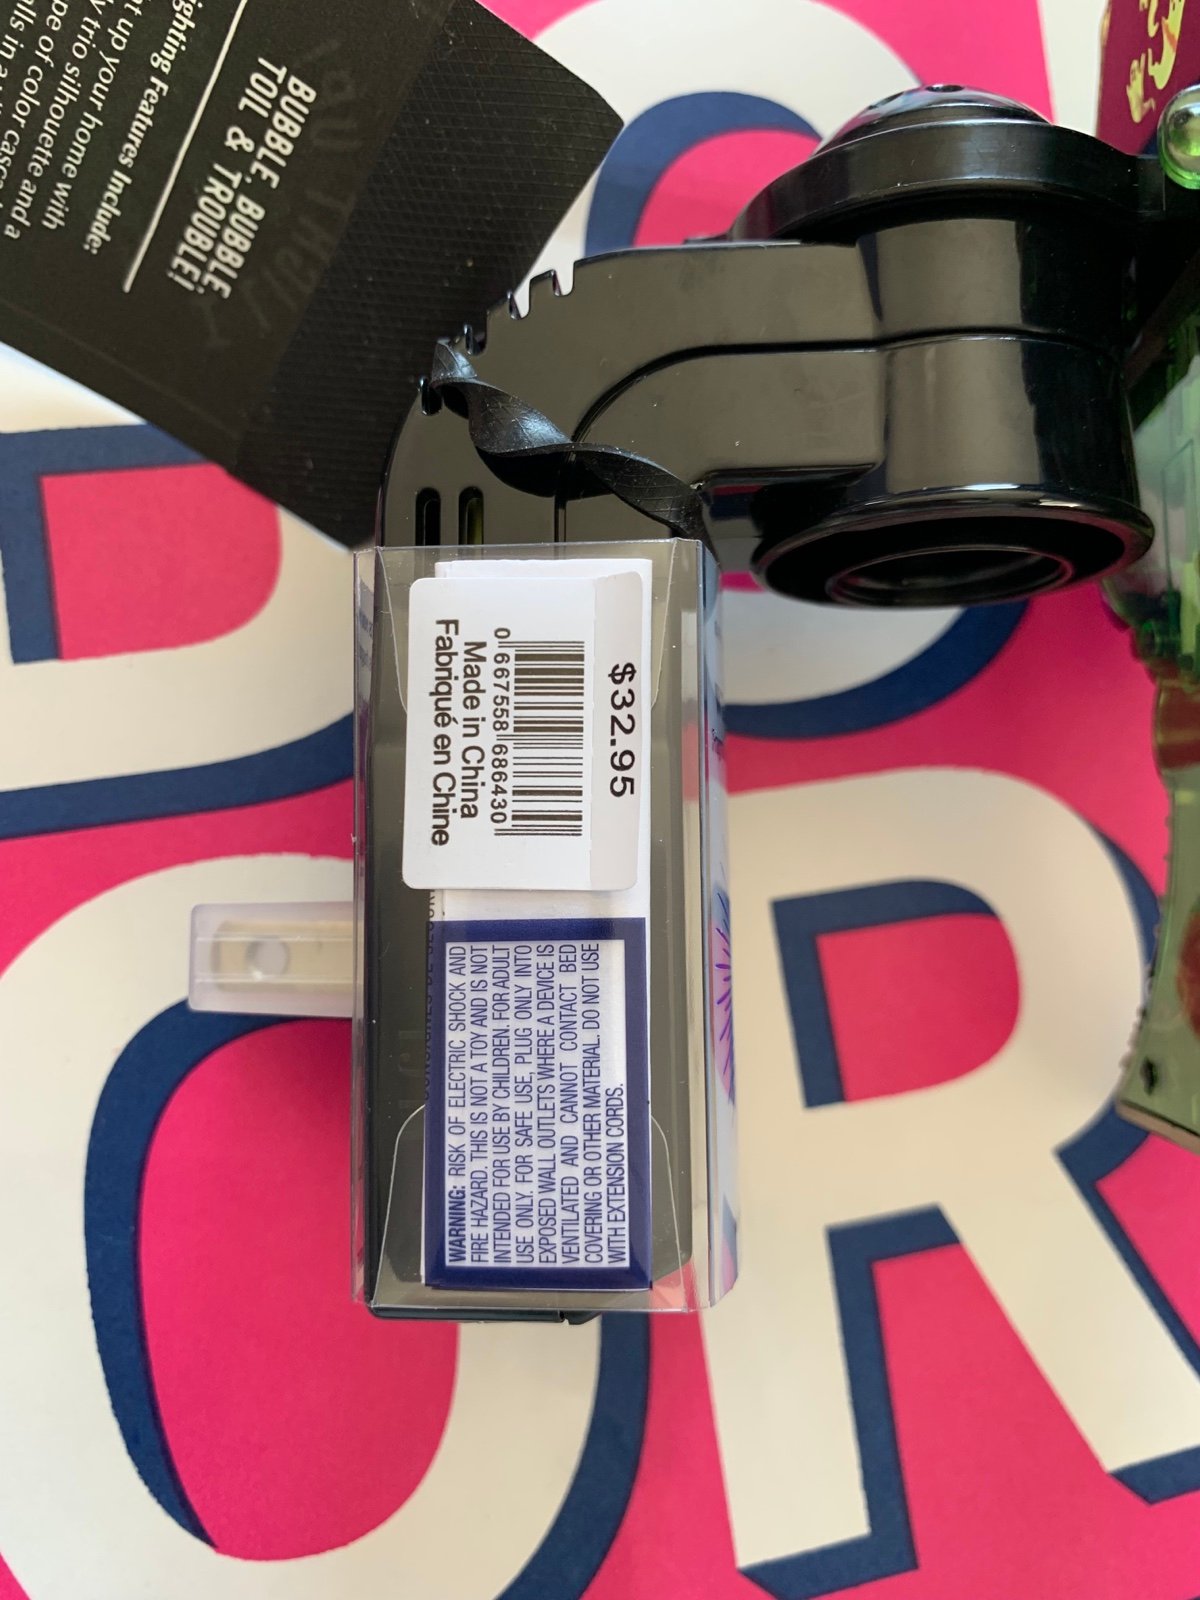 BUBBLE, BUBBLE,
TOIL & TROUBLE!
ighting Features Include:
t up your home with
y trio silhouette and a
pe of color casca
alls in a
$32.95
0 667558 686430
Made in China
Fabriqué en Chine
WARNING: RISK OF ELECTRIC SHOCK AND
FIRE HAZARD. THIS IS NOT A TOY AND IS NOT
INTENDED FOR USE BY CHILDREN. FOR ADULT
USE ONLY. FOR SAFE USE, PLUG ONLY INTO
EXPOSED WALL OUTLETS WHERE A DEVICE IS
VENTILATED AND CANNOT CONTACT BED
COVERING OR OTHER MATERIAL. DO NOT USE
WITH EXTENSION CORDS.